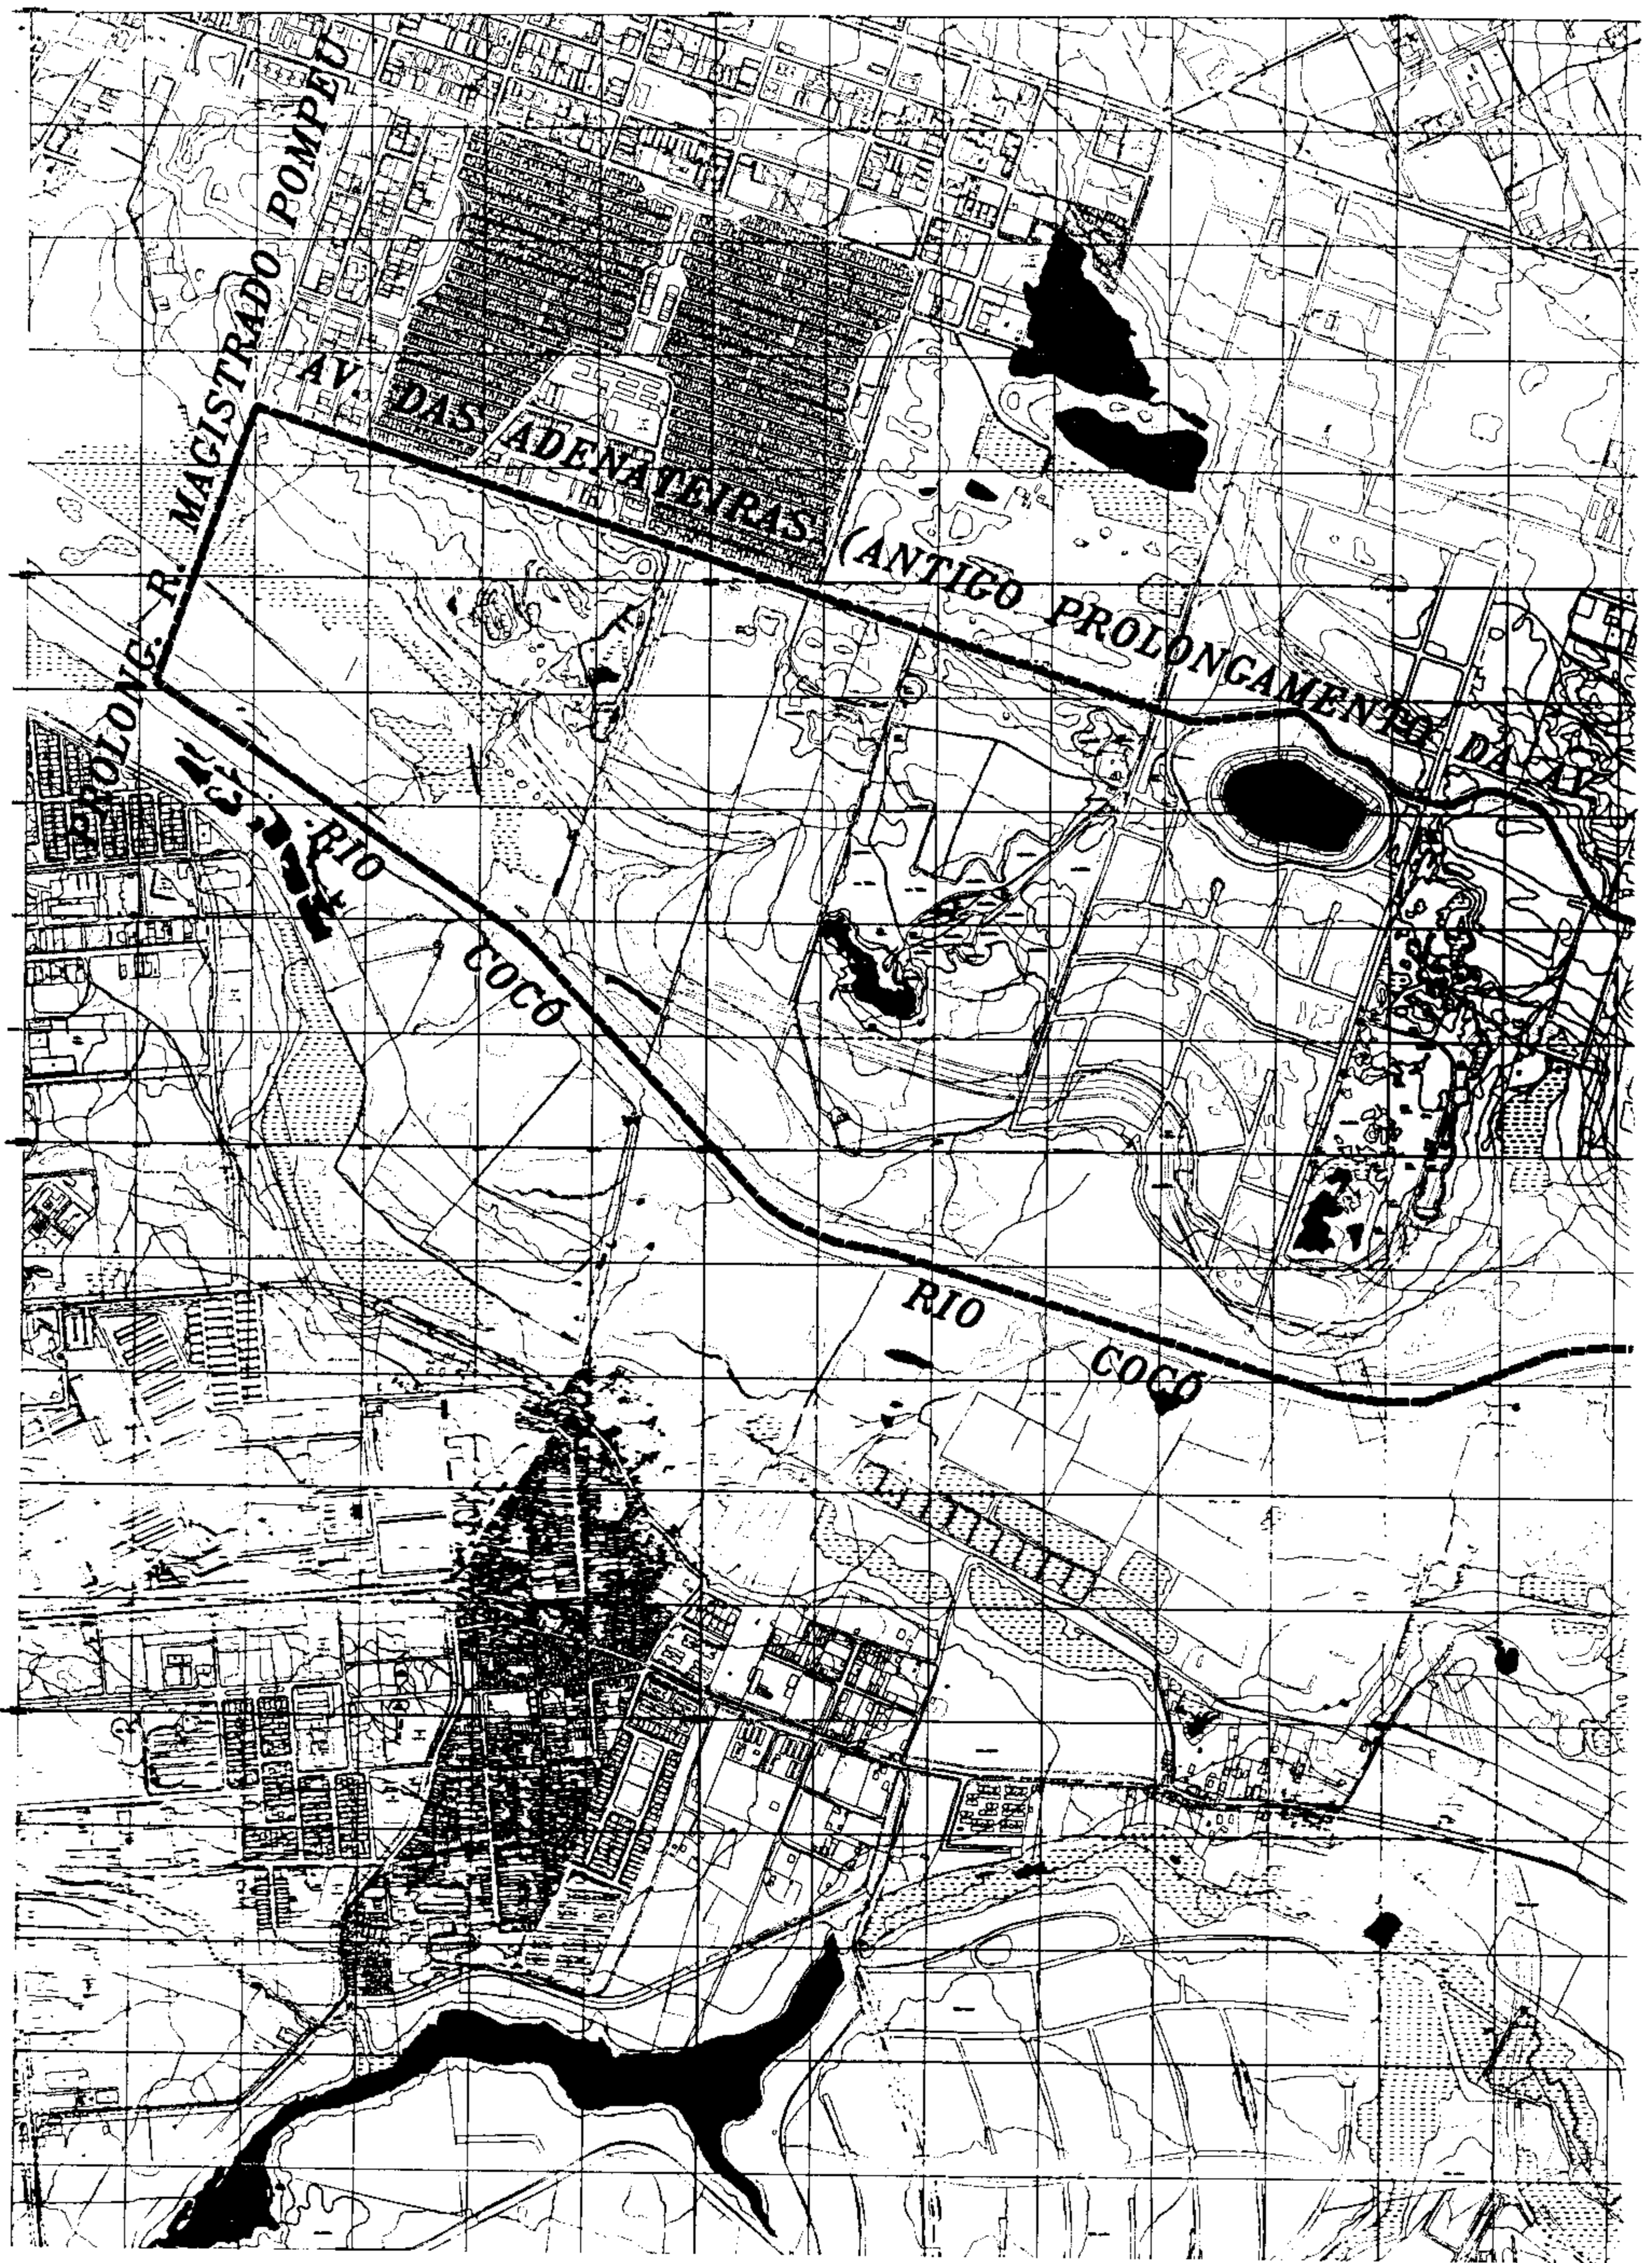 PROLONG. R. MAGISTRADO POMPEU
AV. DAS ADENATEIRAS (ANTIGO PROLONGAMENTO DA AV.
RIO COCÓ
RIO COCÓ